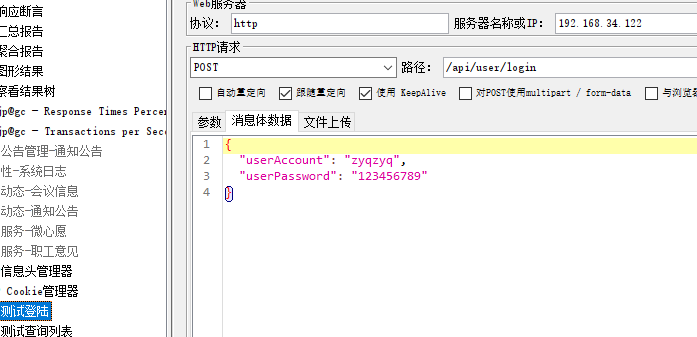 响应断言
汇总报告
聚合报告
图形结果
察看结果树
jp@gc - Response Times Percen
jp@gc - Transactions per Seco
公告管理-通知公告
性-系统日志
动态-会议信息
动态-通知公告
服务-微心愿
服务-职工意见
信息头管理器
Cookie管理器
测试登陆
测试查询列表
Web服务器
协议： http 服务器名称或IP： 192.168.34.122
HTTP请求
POST 路径： /api/user/login
自动重定向 跟随重定向 使用 KeepAlive 对POST使用multipart / form-data 与浏览器
参数 消息体数据 文件上传
1 {
2 "userAccount": "zyqzyq",
3 "userPassword": "123456789"
4 }